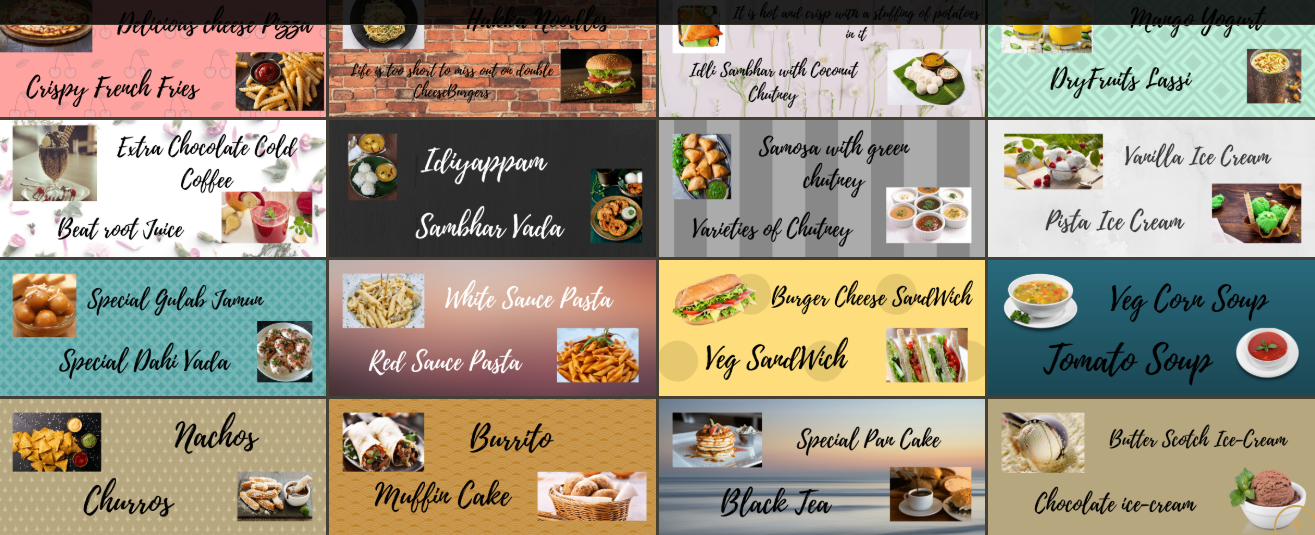 Delicious cheese Pizza
Crispy French Fries
Hakka Noodles
Life is too short to miss out on double
CheeseBurgers
It is hot and crisp with a stuffing of potatoes
in it
Idli Sambhar with Coconut
Chutney
Mango Yogurt
DryFruits Lassi
Extra Chocolate Cold
Coffee
Beat root Juice
Idiyappam
Sambhar Vada
Samosa with green
chutney
Varieties of Chutney
Vanilla Ice Cream
Pista Ice Cream
Special Gulab Jamun
Special Dahi Vada
White Sauce Pasta
Red Sauce Pasta
Burger Cheese SandWich
Veg SandWich
Veg Corn Soup
Tomato Soup
Nachos
Churros
Burrito
Muffin Cake
Special Pan Cake
Black Tea
Butter Scotch Ice-Cream
Chocolate ice-cream